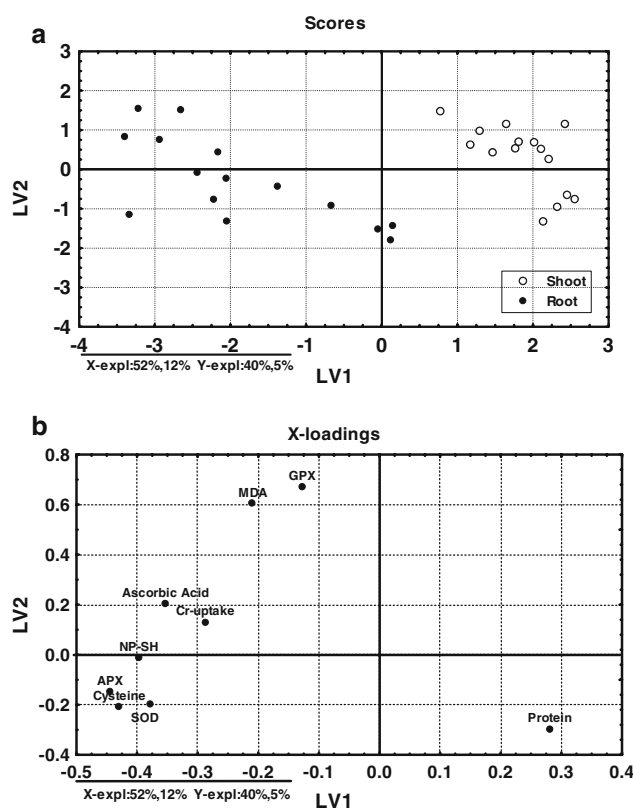 a
Scores
3
2
1
0
-1
-2
-3
-4
LV2
Shoot
Root
-4 -3 -2 -1 0 1 2 3
X-expl:52%,12% Y-expl:40%,5%
LV1
b
X-loadings
0.8
0.6
0.4
0.2
0.0
-0.2
-0.4
LV2
GPX
MDA
Ascorbic Acid
Cr-uptake
NP-SH
APX
Cysteine
SOD
Protein
-0.5 -0.4 -0.3 -0.2 -0.1 0.0 0.1 0.2 0.3 0.4
X-expl:52%,12% Y-expl:40%,5%
LV1